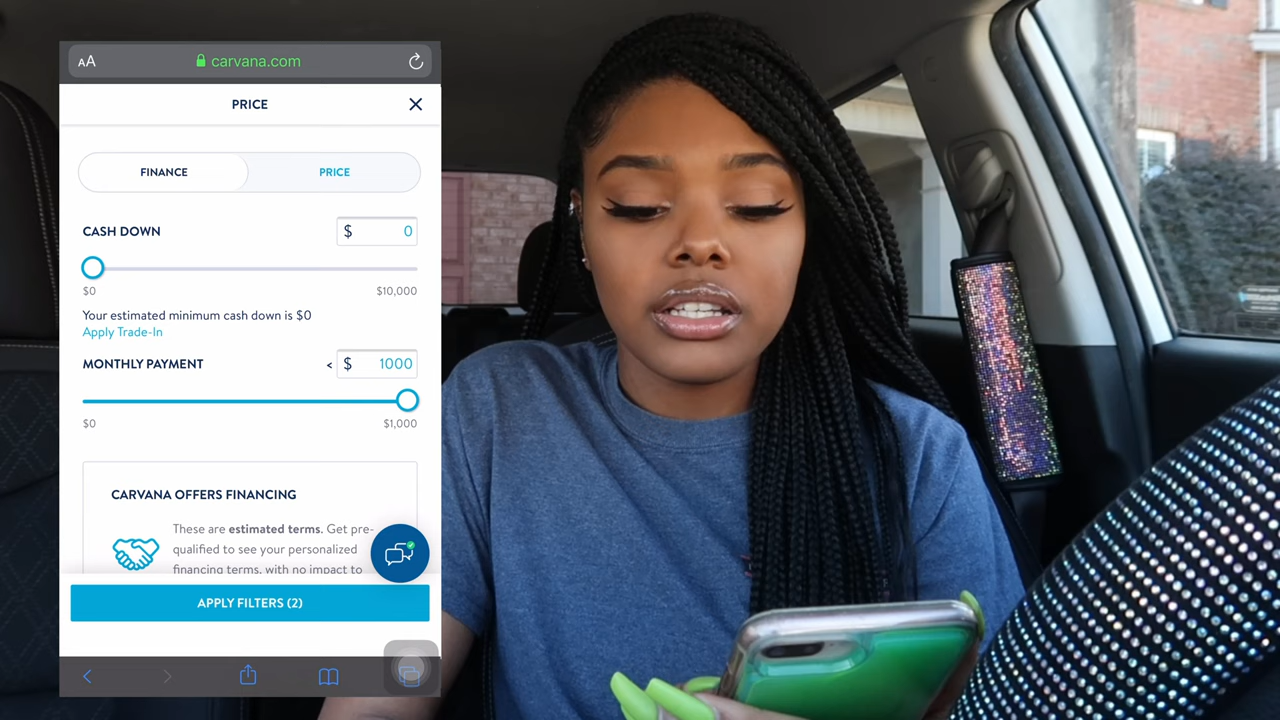 AA carvana.com
PRICE
FINANCE PRICE
CASH DOWN $ 0
$0 $10,000
Your estimated minimum cash down is $0
Apply Trade-In
MONTHLY PAYMENT < $ 1000
$0 $1,000
CARVANA OFFERS FINANCING
These are estimated terms. Get pre-
qualified to see your personalized
financing terms, with no impact to
APPLY FILTERS (2)